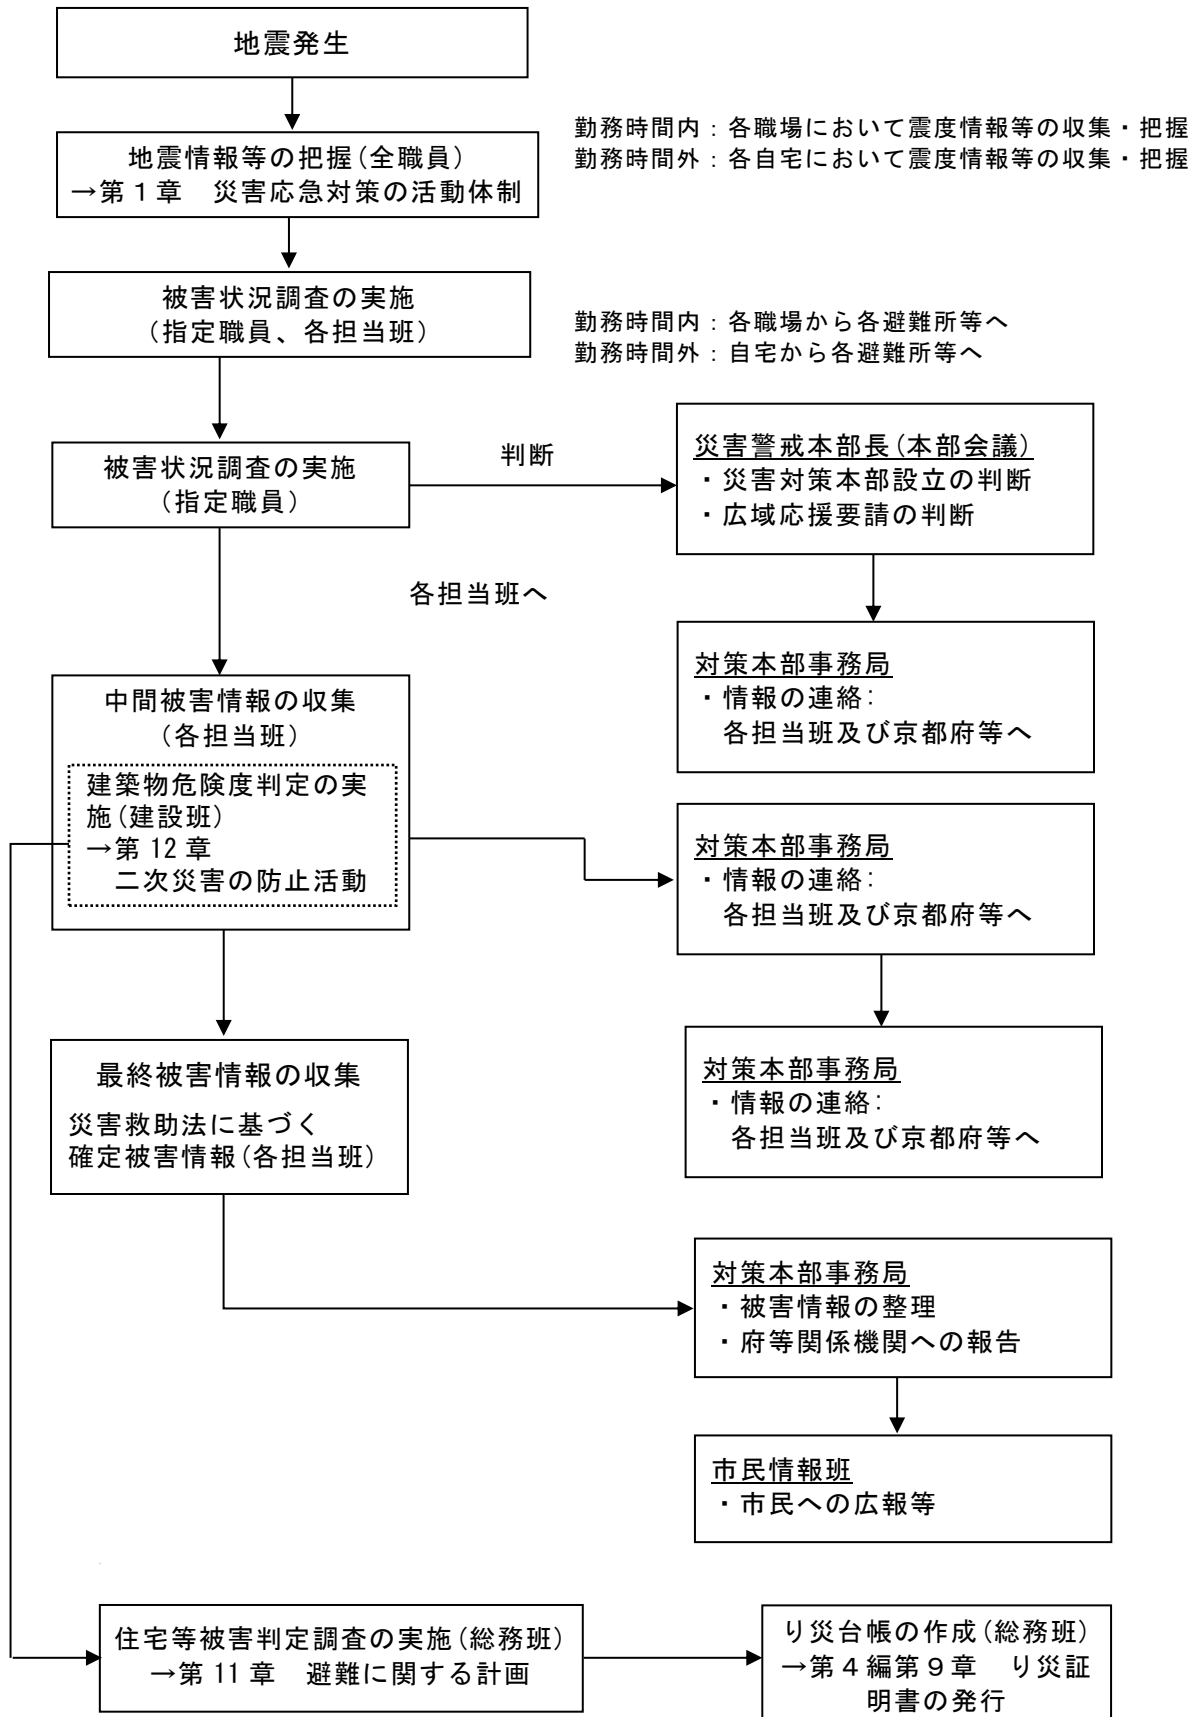 地震発生
地震情報等の把握(全職員)
→第１章　災害応急対策の活動体制
勤務時間内：各職場において震度情報等の収集・把握
勤務時間外：各自宅において震度情報等の収集・把握
被害状況調査の実施
(指定職員、各担当班)
勤務時間内：各職場から各避難所等へ
勤務時間外：自宅から各避難所等へ
被害状況調査の実施
(指定職員)
判断
災害警戒本部長(本部会議)
・災害対策本部設立の判断
・広域応援要請の判断
各担当班へ
対策本部事務局
・情報の連絡：
各担当班及び京都府等へ
中間被害情報の収集
(各担当班)
建築物危険度判定の実
施(建設班)
→第12章
二次災害の防止活動
対策本部事務局
・情報の連絡：
各担当班及び京都府等へ
対策本部事務局
・情報の連絡：
各担当班及び京都府等へ
最終被害情報の収集
災害救助法に基づく
確定被害情報(各担当班)
対策本部事務局
・被害情報の整理
・府等関係機関への報告
市民情報班
・市民への広報等
住宅等被害判定調査の実施(総務班)
→第11章　避難に関する計画
り災台帳の作成(総務班)
→第４編第９章　り災証
明書の発行